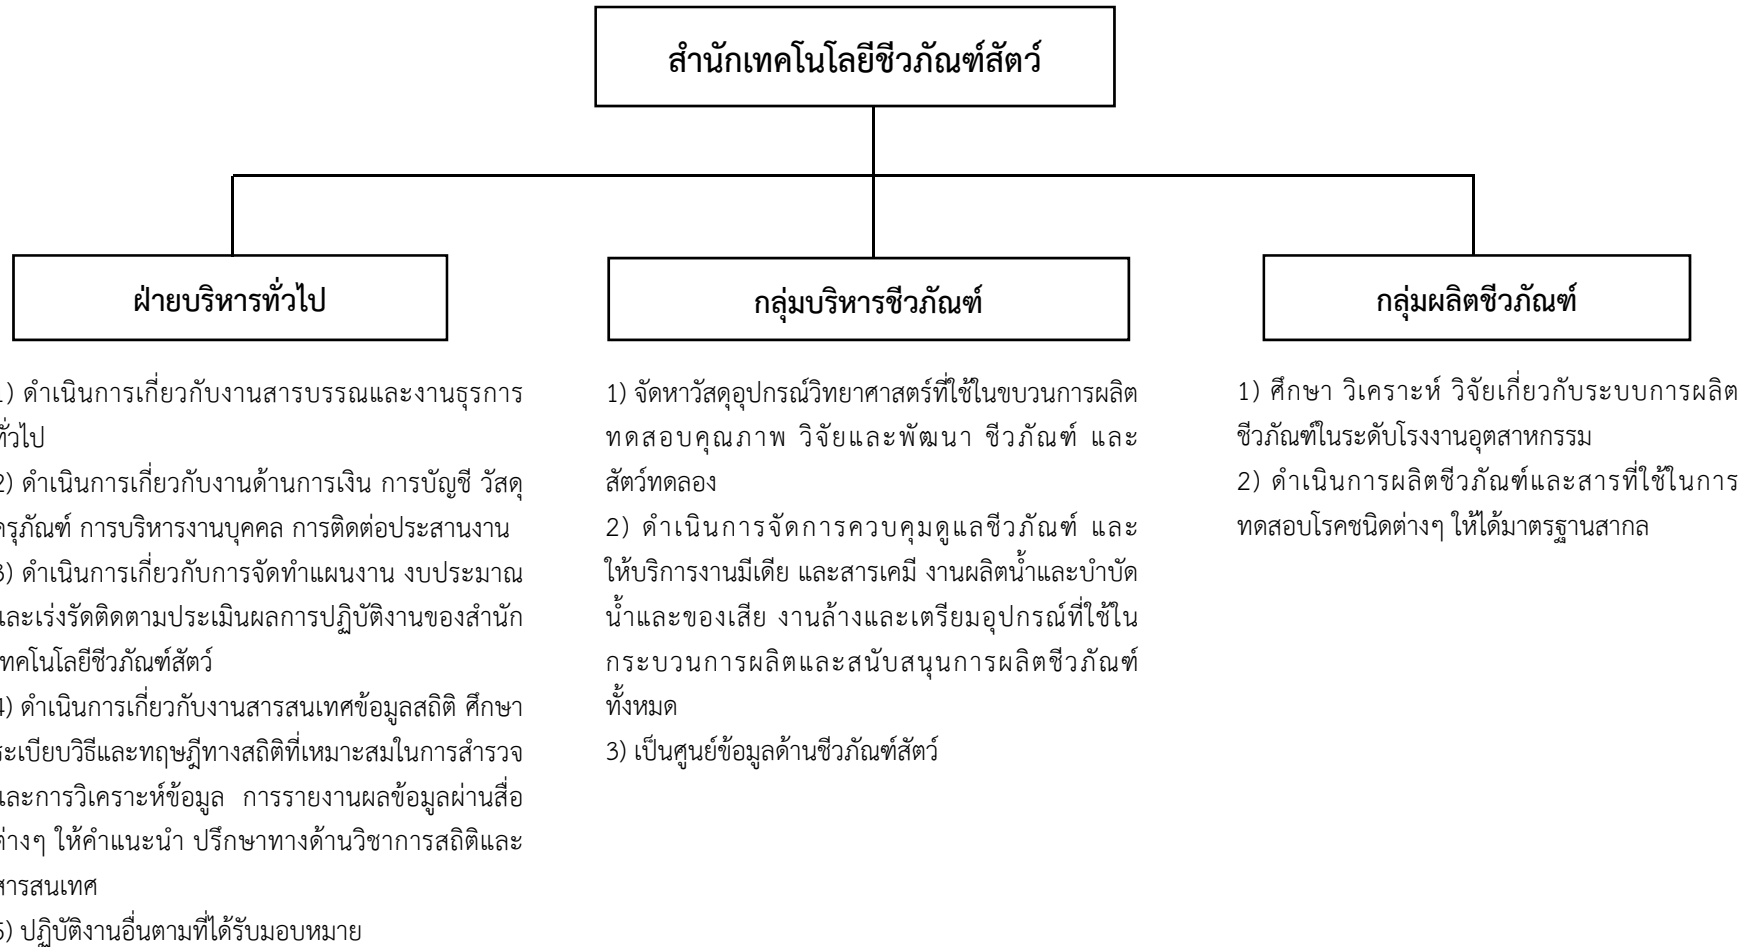 สำนักเทคโนโลยีชีวภัณฑ์สัตว์
ฝ่ายบริหารทั่วไป
1) ดำเนินการเกี่ยวกับงานสารบรรณและงานธุรการ
ทั่วไป
2) ดำเนินการเกี่ยวกับงานด้านการเงิน การบัญชี วัสดุ
ครุภัณฑ์ การบริหารงานบุคคล การติดต่อประสานงาน
3) ดำเนินการเกี่ยวกับการจัดทำแผนงาน งบประมาณ
และเร่งรัดติดตามประเมินผลการปฏิบัติงานของสำนัก
เทคโนโลยีชีวภัณฑ์สัตว์
4) ดำเนินการเกี่ยวกับงานสารสนเทศข้อมูลสถิติ ศึกษา
ระเบียบวิธีและทฤษฎีทางสถิติที่เหมาะสมในการสำรวจ
และการวิเคราะห์ข้อมูล การรายงานผลข้อมูลผ่านสื่อ
ต่างๆ ให้คำแนะนำ ปรึกษาทางด้านวิชาการสถิติและ
สารสนเทศ
5) ปฏิบัติงานอื่นตามที่ได้รับมอบหมาย
กลุ่มบริหารชีวภัณฑ์
1) จัดหาวัสดุอุปกรณ์วิทยาศาสตร์ที่ใช้ในขบวนการผลิต
ทดสอบคุณภาพ วิจัยและพัฒนา ชีวภัณฑ์ และ
สัตว์ทดลอง
2) ดำเนินการจัดการควบคุมดูแลชีวภัณฑ์ และ
ให้บริการงานมีเดีย และสารเคมี งานผลิตน้ำและบำบัด
น้ำและของเสีย งานล้างและเตรียมอุปกรณ์ที่ใช้ใน
กระบวนการผลิตและสนับสนุนการผลิตชีวภัณฑ์
ทั้งหมด
3) เป็นศูนย์ข้อมูลด้านชีวภัณฑ์สัตว์
กลุ่มผลิตชีวภัณฑ์
1) ศึกษา วิเคราะห์ วิจัยเกี่ยวกับระบบการผลิต
ชีวภัณฑ์ในระดับโรงงานอุตสาหกรรม
2) ดำเนินการผลิตชีวภัณฑ์และสารที่ใช้ในการ
ทดสอบโรคชนิดต่างๆ ให้ได้มาตรฐานสากล